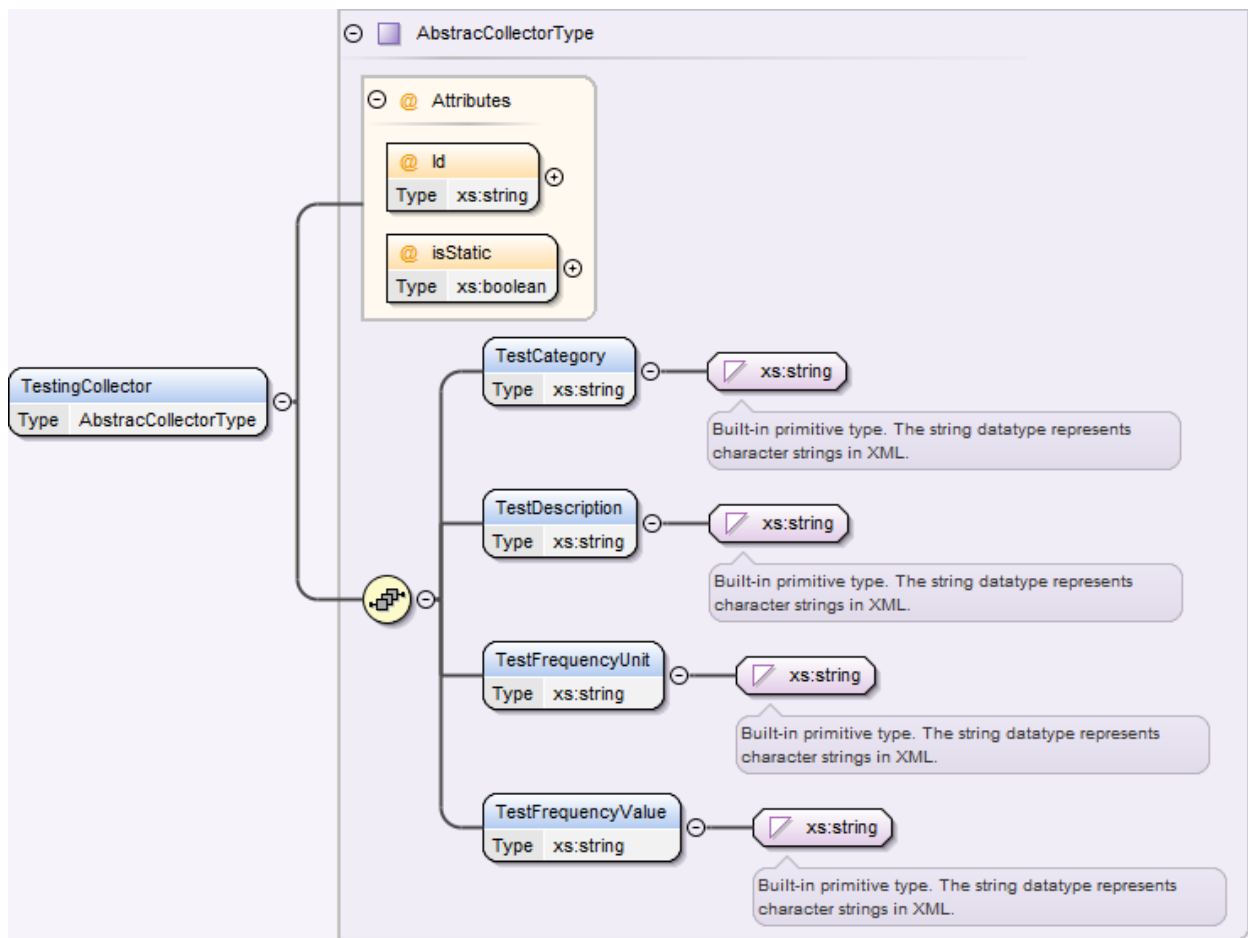 AbstracCollectorType
@ Attributes
@ Id
Type xs:string
@ isStatic
Type xs:boolean
TestingCollector
Type AbstracCollectorType
TestCategory
Type xs:string
xs:string
Built-in primitive type. The string datatype represents
character strings in XML.
TestDescription
Type xs:string
xs:string
Built-in primitive type. The string datatype represents
character strings in XML.
TestFrequencyUnit
Type xs:string
xs:string
Built-in primitive type. The string datatype represents
character strings in XML.
TestFrequencyValue
Type xs:string
xs:string
Built-in primitive type. The string datatype represents
character strings in XML.